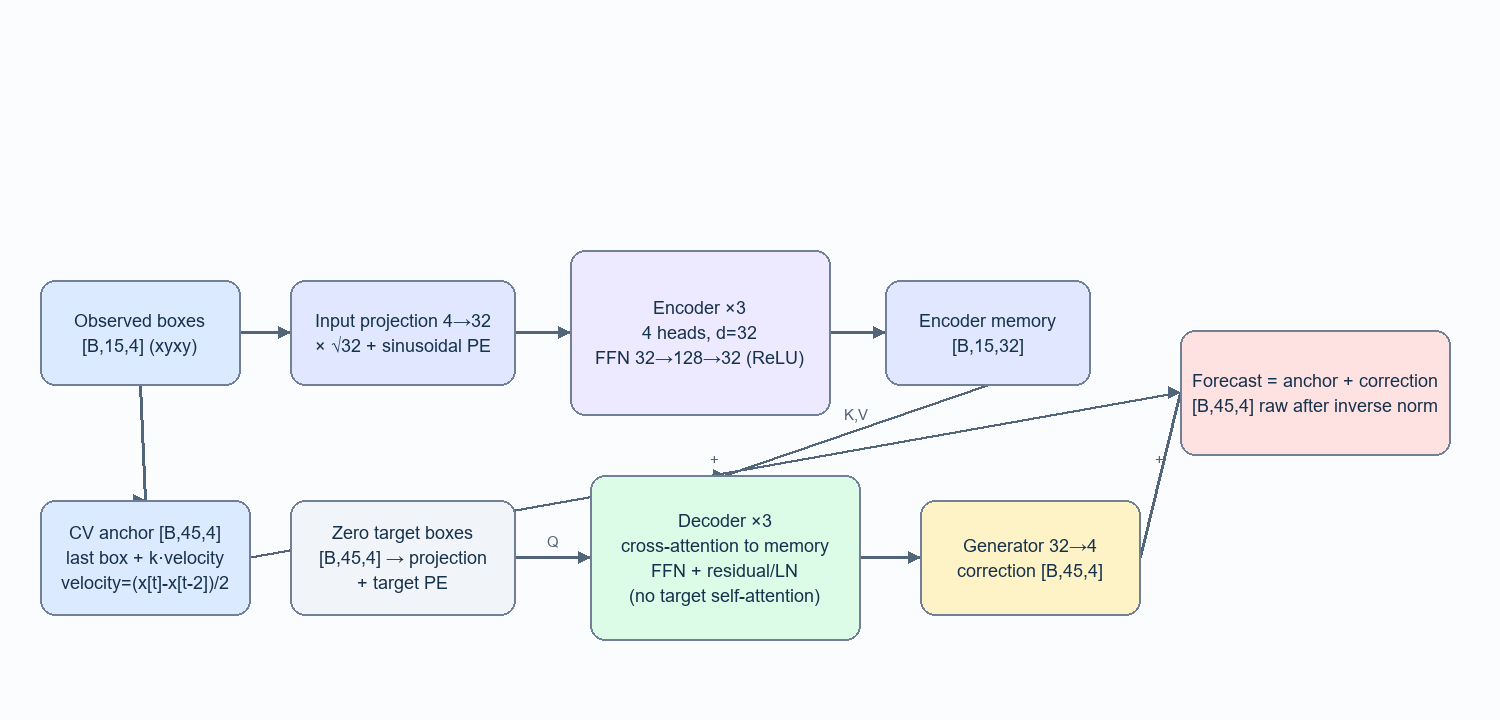 Observed boxes
[B,15,4] (xyxy)
Input projection 4→32
× √32 + sinusoidal PE
Encoder ×3
4 heads, d=32
FFN 32→128→32 (ReLU)
Encoder memory
[B,15,32]
Forecast = anchor + correction
[B,45,4] raw after inverse norm
K,V
+
+
CV anchor [B,45,4]
last box + k·velocity
velocity=(x[t]-x[t-2])/2
Zero target boxes
[B,45,4] → projection
+ target PE
Q
Decoder ×3
cross-attention to memory
FFN + residual/LN
(no target self-attention)
Generator 32→4
correction [B,45,4]